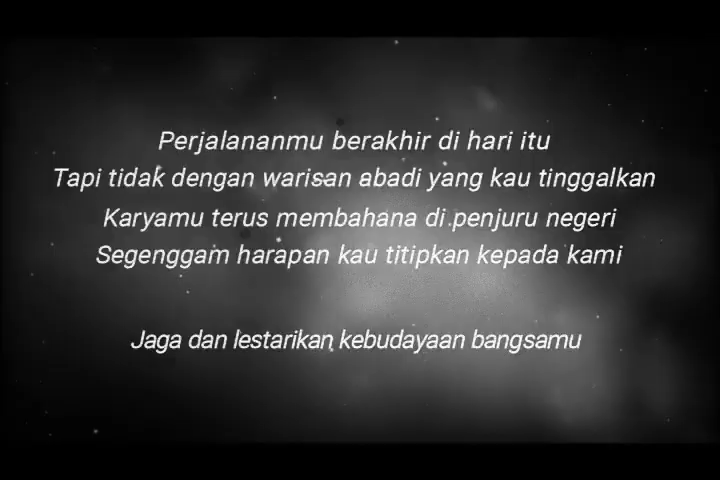 Perjalananmu berakhir di hari itu
Tapi tidak dengan warisan abadi yang kau tinggalkan
Karyamu terus membahana di penjuru negeri
Segenggam harapan kau titipkan kepada kami
Jaga dan lestarikan kebudayaan bangsamu